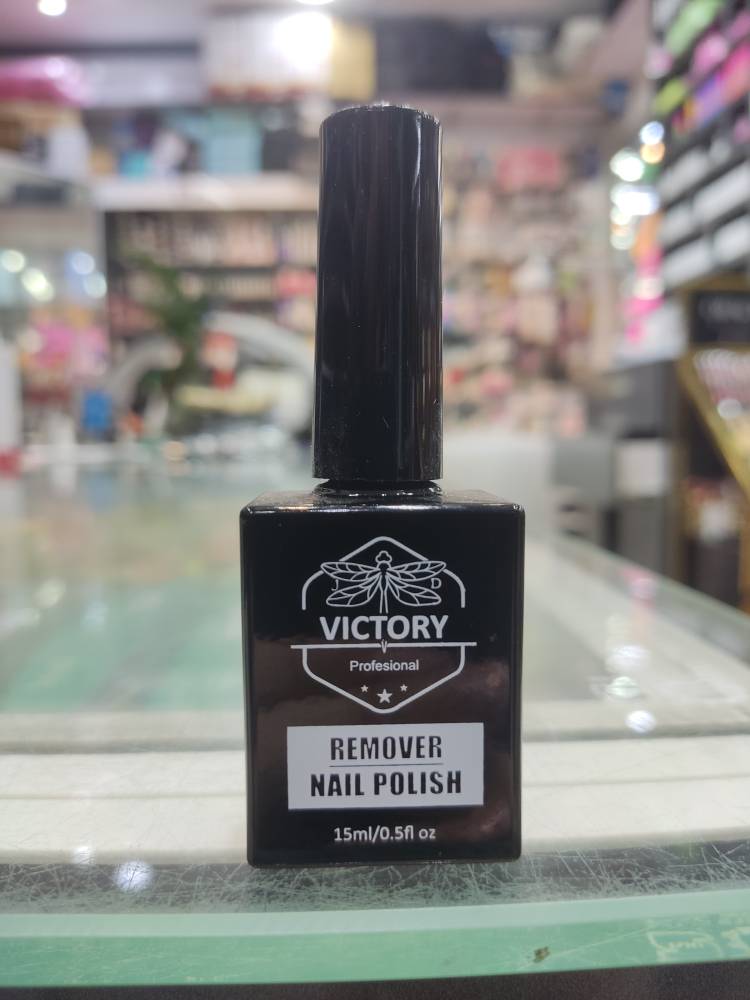 J D
VICTORY
Profesional
REMOVER
NAIL POLISH
15ml/0.5fl oz